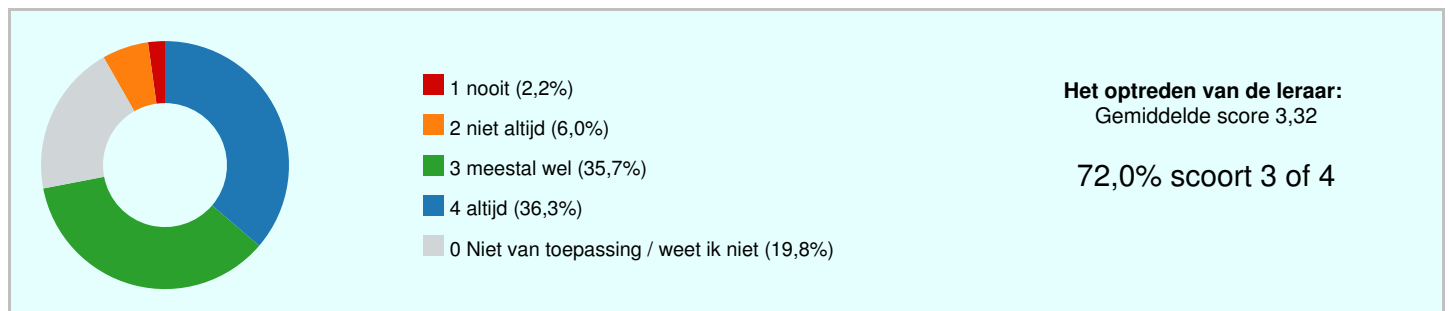 1 nooit (2,2%)
2 niet altijd (6,0%)
3 meestal wel (35,7%)
4 altijd (36,3%)
0 Niet van toepassing / weet ik niet (19,8%)
Het optreden van de leraar:
Gemiddelde score 3,32
72,0% scoort 3 of 4